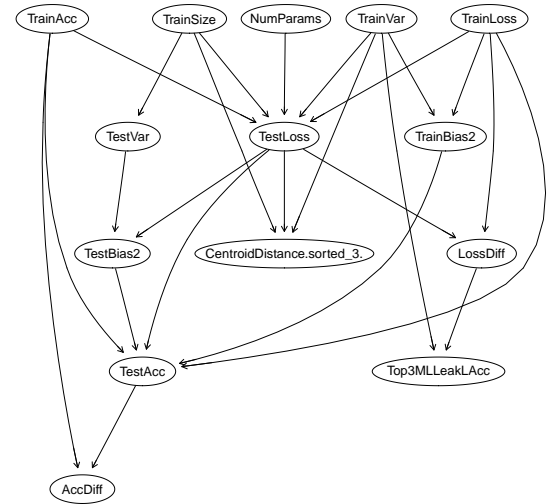 TrainAcc
TrainSize
NumParams
TrainVar
TrainLoss
TestVar
TestLoss
TrainBias2
TestBias2
CentroidDistance.sorted_3.
LossDiff
TestAcc
Top3MLLeakLAcc
AccDiff